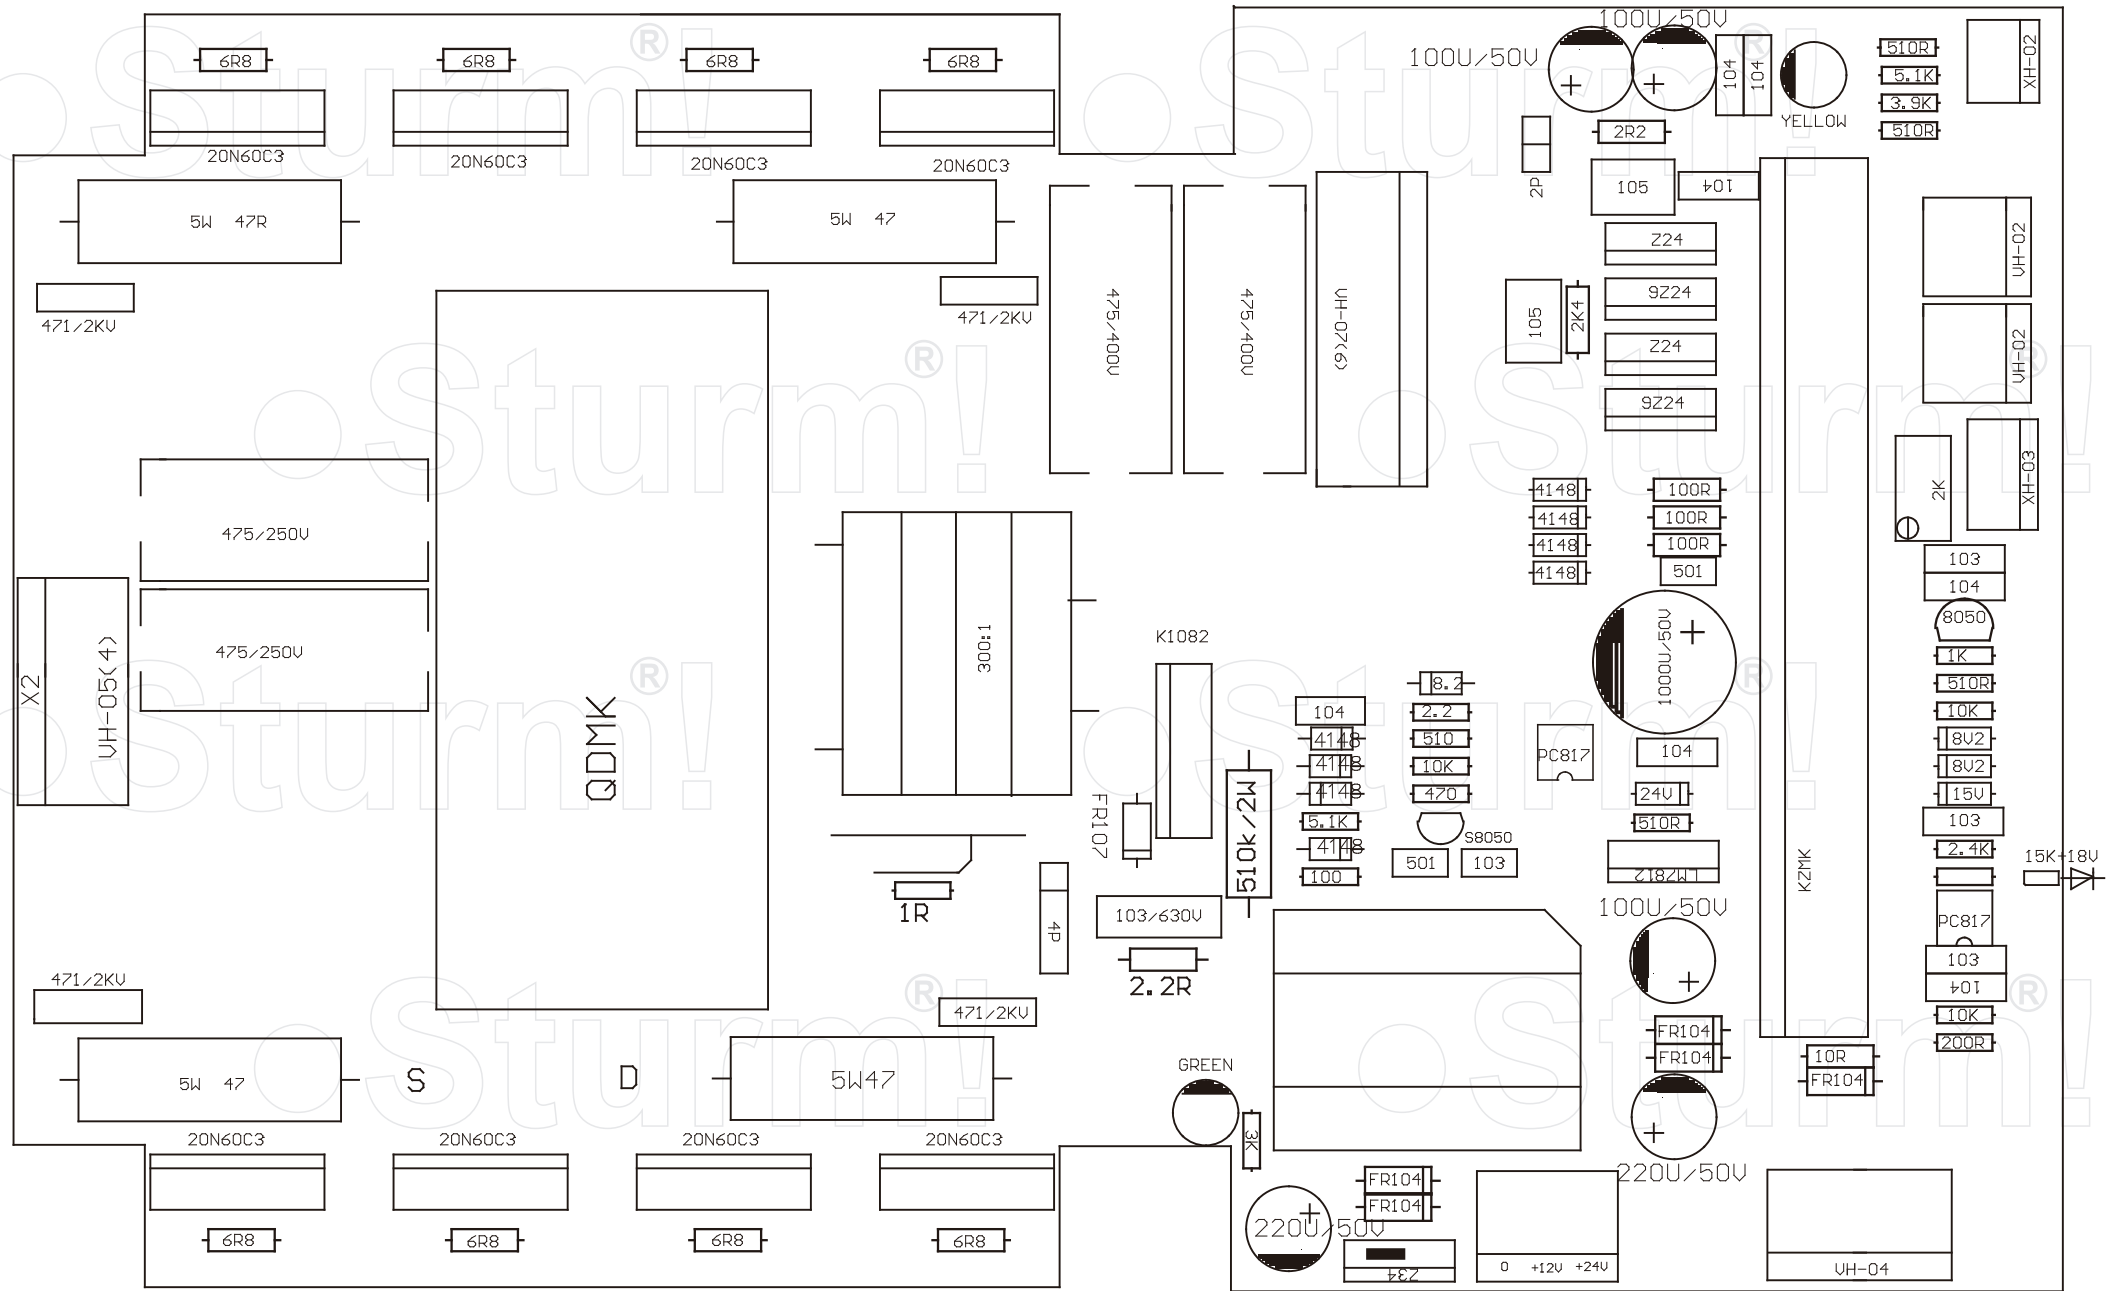 100U/50V
100U/50V
104
104
YELLOW
510R
5.1K
3.9K
510R
XH-02
6R8
6R8
6R8
6R8
20N60C3
20N60C3
20N60C3
20N60C3
2P
2R2
105
104
5W 47R
5W 47
471/2KV
471/2KV
475/400V
475/400V
VH-07(6)
105
2K4
Z24
9Z24
Z24
9Z24
VH-02
VH-02
2K
XH-03
475/250V
475/250V
X2
VH-05(4)
QDMK
300:1
4148
4148
4148
4148
100R
100R
100R
501
1000U/50V
103
104
8050
1K
510R
10K
8V2
8V2
15V
103
2.4K
15K+18V
PC817
103
104
10K
200R
K1082
FR107
510k/2W
104
4148
4148
4148
5.1K
4148
100
8.2
2.2
510
10K
470
S8050
501
103
PC817
104
24V
510R
LM7812
100U/50V
KZMK
1R
4P
103/630V
2.2R
471/2KV
471/2KV
5W 47
S
D
5W47
GREEN
3K
FR104
FR104
10R
FR104
220U/50V
20N60C3
20N60C3
20N60C3
20N60C3
6R8
6R8
6R8
6R8
220U/50V
FR104
FR104
Z34
0 +12V +24V
VH-04
Sturm!®
Sturm!®
Sturm!®
Sturm!®
Sturm!®
Sturm!®
Sturm!®
Sturm!®